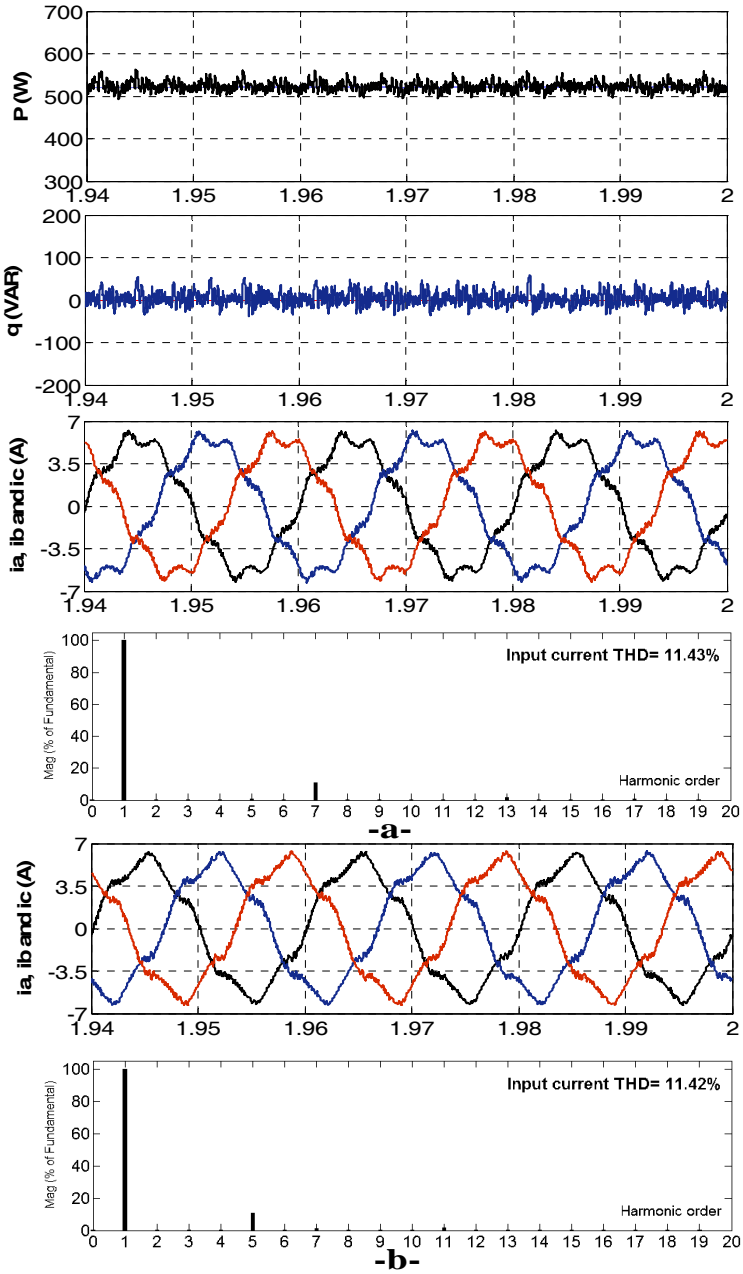 700
600
500
400
300
P (W)
1.94 1.95 1.96 1.97 1.98 1.99 2
200
100
0
-100
-200
q (VAR)
1.94 1.95 1.96 1.97 1.98 1.99 2
7
3.5
0
-3.5
-7
ia, ib and ic (A)
1.94 1.95 1.96 1.97 1.98 1.99 2
100
80
60
40
20
0
Mag (% of Fundamental)
Input current THD= 11.43%
Harmonic order
0 1 2 3 4 5 6 7 8 9 10 11 12 13 14 15 16 17 18 19 20
-a-
7
3.5
0
-3.5
-7
ia, ib and ic (A)
1.94 1.95 1.96 1.97 1.98 1.99 2
100
80
60
40
20
0
Mag (% of Fundamental)
Input current THD= 11.42%
Harmonic order
0 1 2 3 4 5 6 7 8 9 10 11 12 13 14 15 16 17 18 19 20
-b-